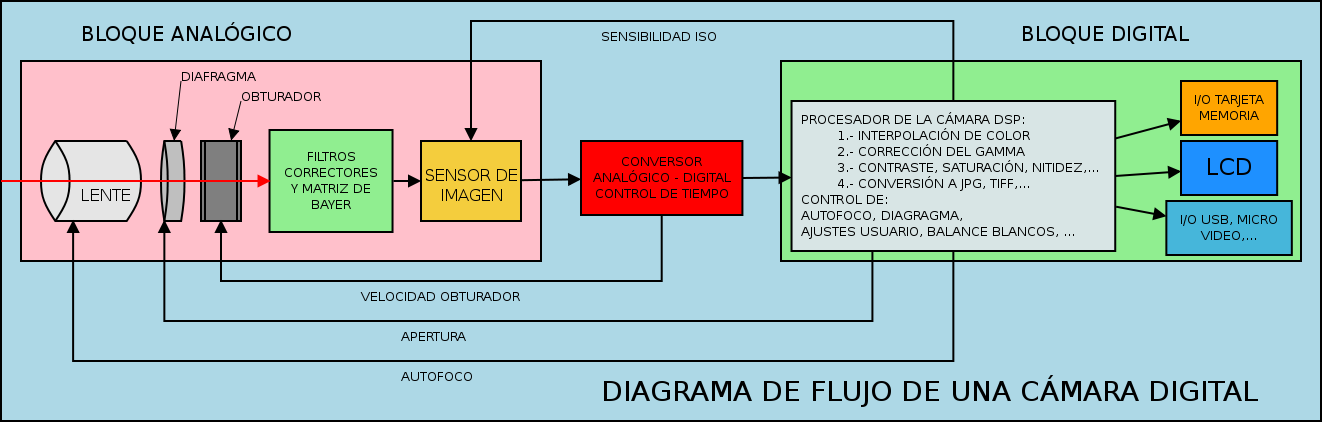 BLOQUE ANALÓGICO
SENSIBILIDAD ISO
BLOQUE DIGITAL
DIAFRAGMA
OBTURADOR
LENTE
FILTROS
CORRECTORES
Y MATRIZ DE
BAYER
SENSOR DE
IMAGEN
CONVERSOR
ANALÓGICO - DIGITAL
CONTROL DE TIEMPO
PROCESADOR DE LA CÁMARA DSP:
1.- INTERPOLACIÓN DE COLOR
2.- CORRECCIÓN DEL GAMMA
3.- CONTRASTE, SATURACIÓN, NITIDEZ,...
4.- CONVERSIÓN A JPG, TIFF,...
CONTROL DE:
AUTOFOCO, DIAGRAGMA,
AJUSTES USUARIO, BALANCE BLANCOS, ...
I/O TARJETA
MEMORIA
LCD
I/O USB, MICRO
VIDEO,...
VELOCIDAD OBTURADOR
APERTURA
AUTOFOCO
DIAGRAMA DE FLUJO DE UNA CÁMARA DIGITAL